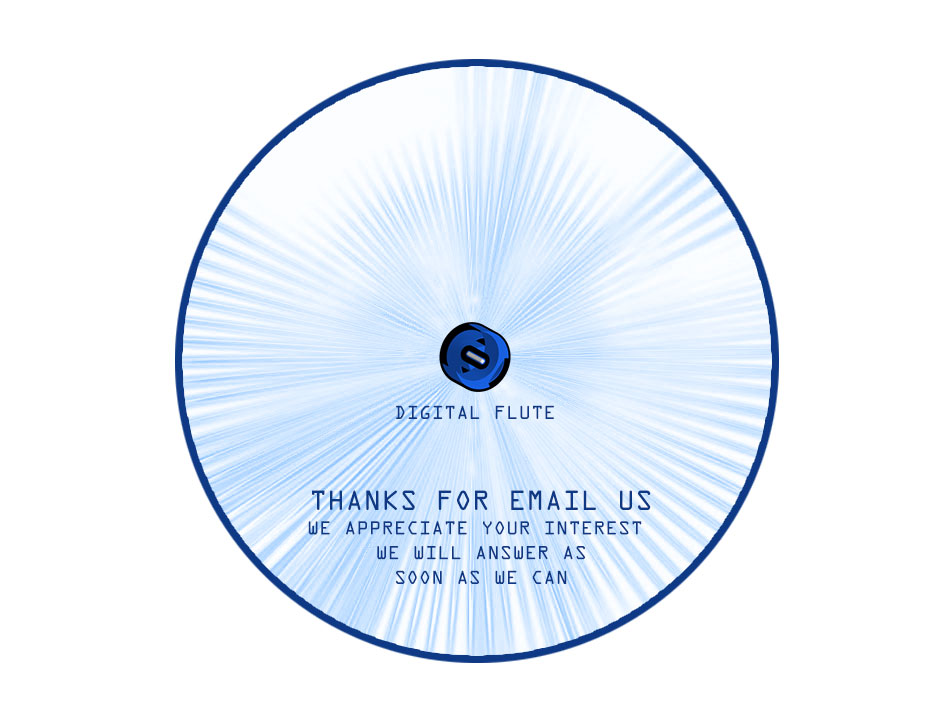 DIGITAL FLUTE
THANKS FOR EMAIL US
WE APPRECIATE YOUR INTEREST
WE WILL ANSWER AS
SOON AS WE CAN